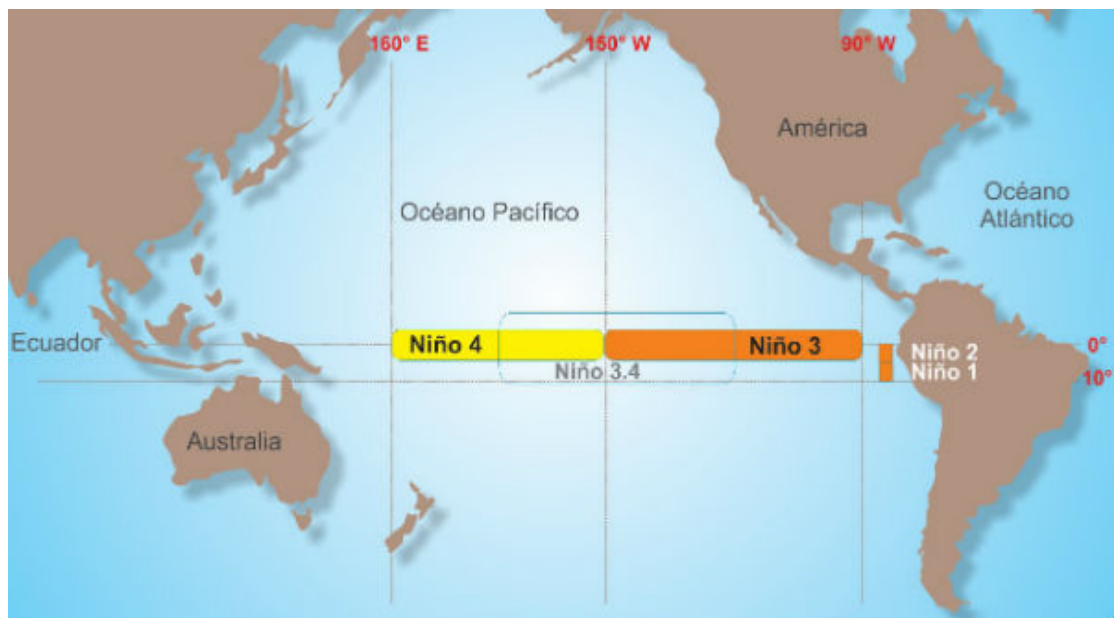 160° E
150° W
90° W
América
Océano
Atlántico
Océano Pacífico
Ecuador
Niño 4
Niño 3
Niño 2
0°
Niño 3.4
Niño 1
10°
Australia